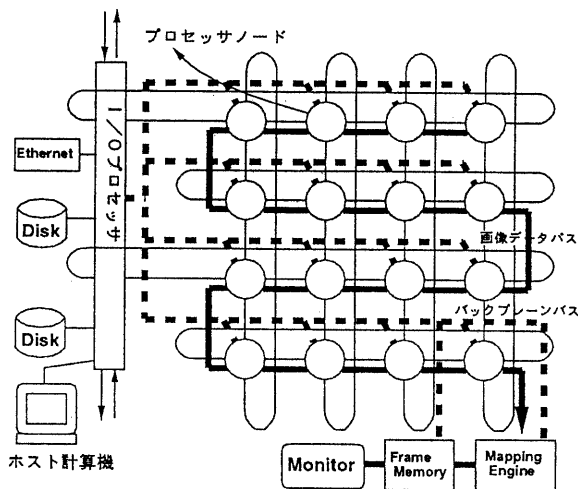 プロセッサノード
I/Oプロセッサ
Ethernet
Disk
画像データバス
Disk
バックプレーンバス
ホスト計算機
Monitor
Frame
Memory
Mapping
Engine